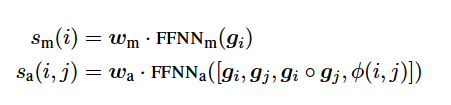 s_m(i) = w_m · FFNN_m(g_i)
s_a(i, j) = w_a · FFNN_a([g_i, g_j, g_i ∘ g_j, ϕ(i, j)])